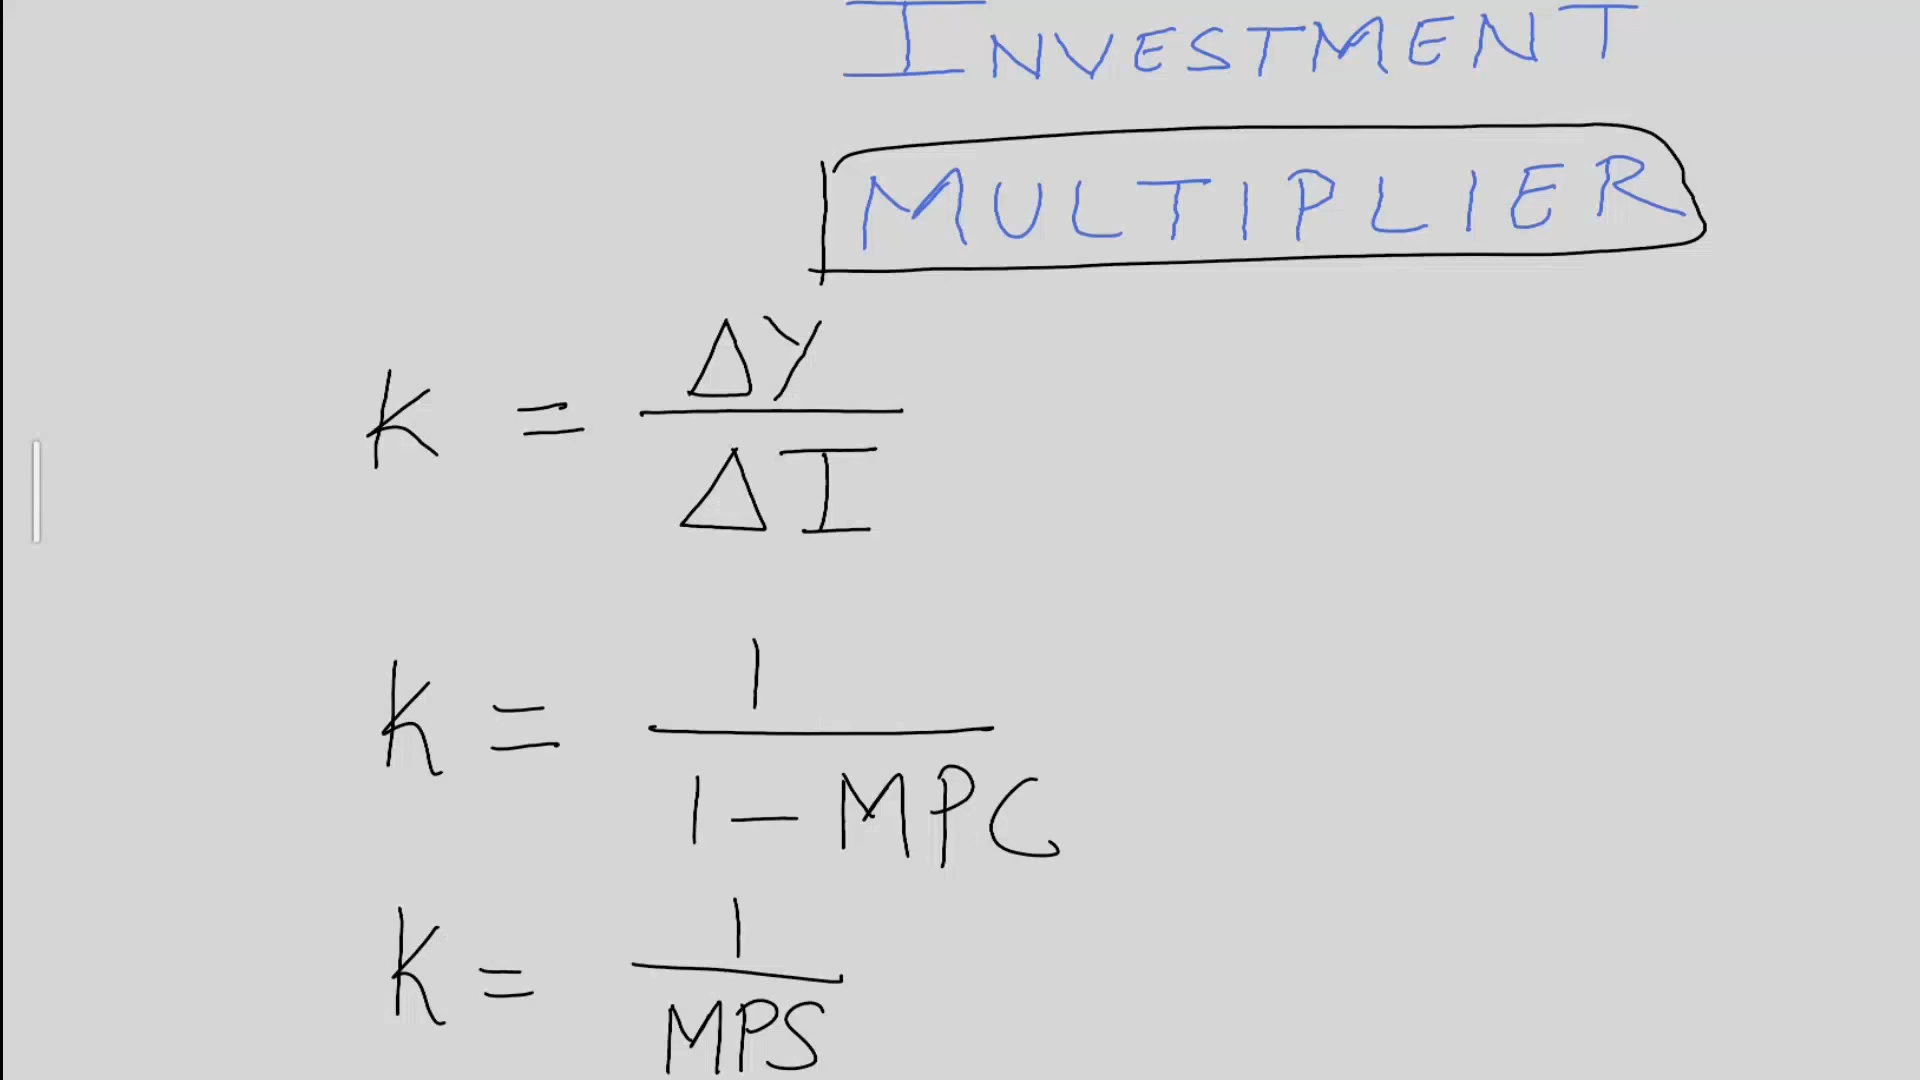 INVESTMENT
MULTIPLIER
K = ΔY / ΔI
K = 1 / 1 - MPC
K = 1 / MPS